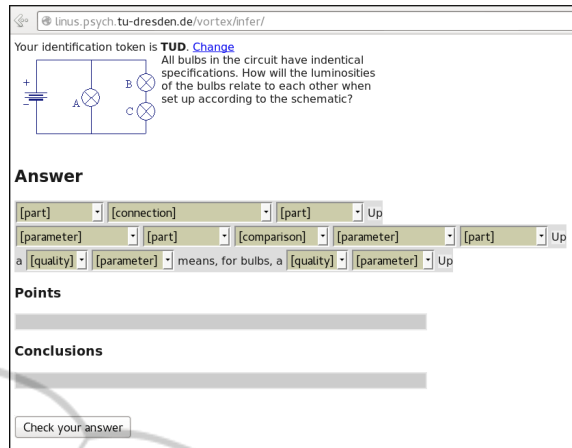 linus.psych.tu-dresden.de/vortex/infer/
Your identification token is TUD. Change
All bulbs in the circuit have indentical
specifications. How will the luminosities
of the bulbs relate to each other when
set up according to the schematic?
+
−
A
B
C
Answer
[part] [connection] [part] Up
[parameter] [part] [comparison] [parameter] [part] Up
a [quality] [parameter] means, for bulbs, a [quality] [parameter] Up
Points
Conclusions
Check your answer